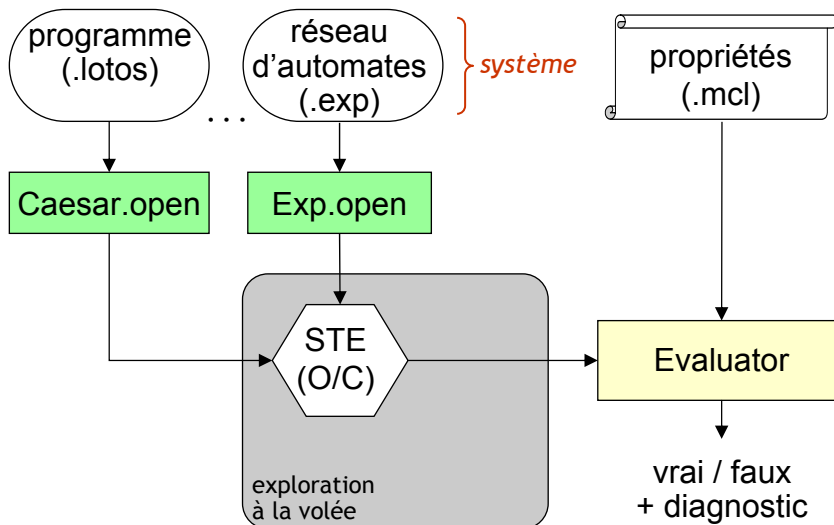 programme
(.lotos)
. . .
réseau
d'automates
(.exp)
système
propriétés
(.mcl)
Caesar.open
Exp.open
STE
(O/C)
Evaluator
exploration
à la volée
vrai / faux
+ diagnostic